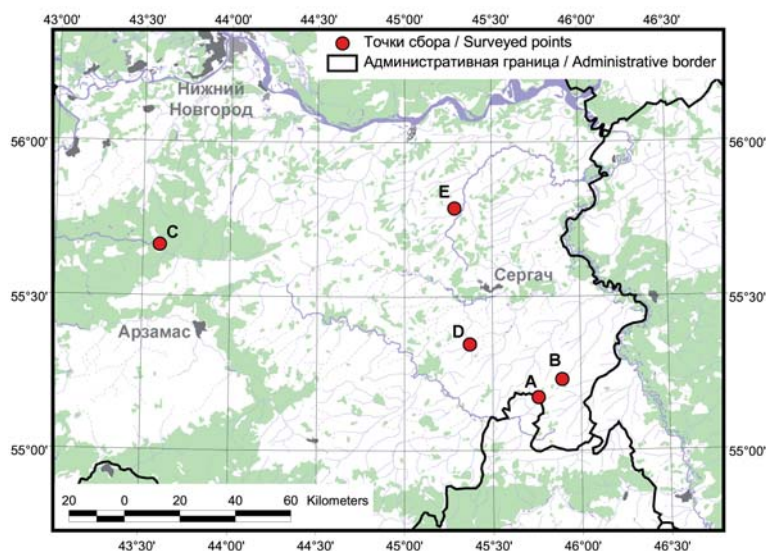 43°00' 43°30' 44°00' 44°30' 45°00' 45°30' 46°00' 46°30'
Точки сбора / Surveyed points
Административная граница / Administrative border
Нижний
Новгород
56°00' 56°00'
E
C
Сергач
55°30' 55°30'
Арзамас
D
B
A
55°00' 55°00'
20 0 20 40 60 Kilometers
43°30' 44°00' 44°30' 45°00' 45°30' 46°00' 46°30'